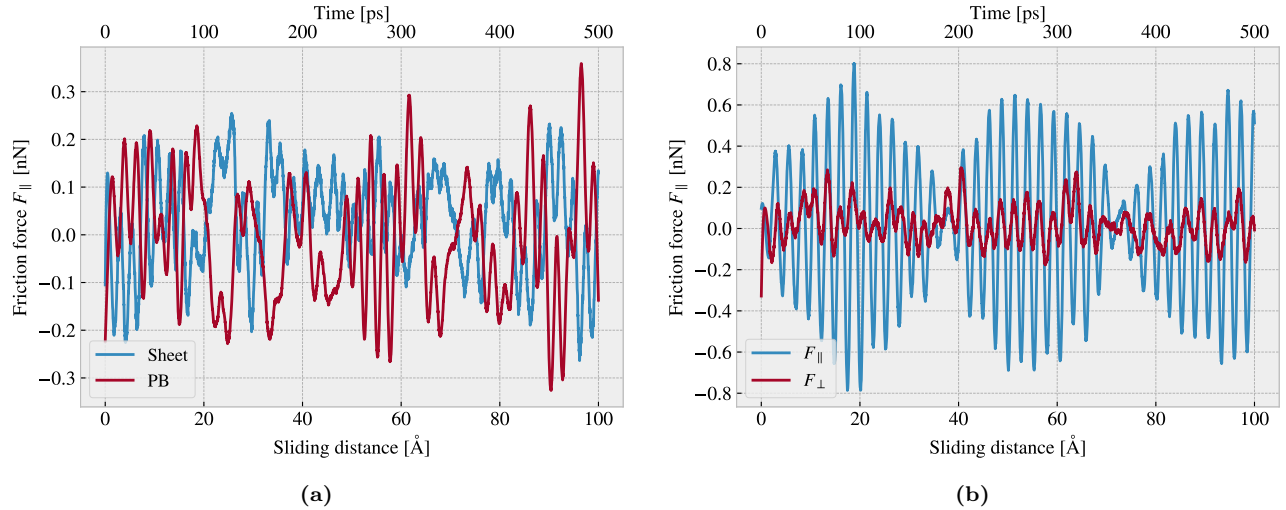 Time [ps]
0 100 200 300 400 500
Friction force F∥ [nN]
0.3
0.2
0.1
0.0
−0.1
−0.2
−0.3
Sheet
PB
0 20 40 60 80 100
Sliding distance [Å]
(a)
Time [ps]
0 100 200 300 400 500
Friction force F∥ [nN]
0.8
0.6
0.4
0.2
0.0
−0.2
−0.4
−0.6
−0.8
F∥
F⊥
0 20 40 60 80 100
Sliding distance [Å]
(b)